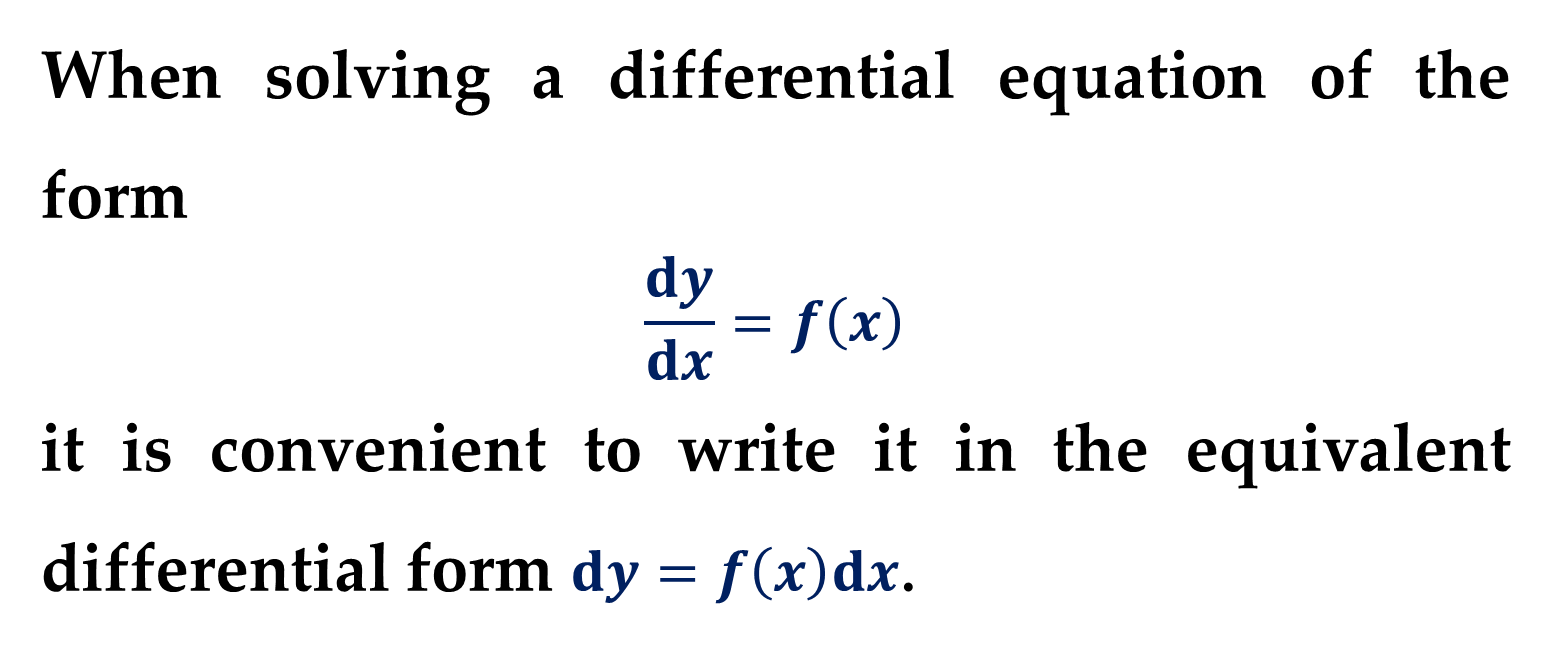 When solving a differential equation of the
form
dy/dx = f(x)
it is convenient to write it in the equivalent
differential form dy = f(x)dx.